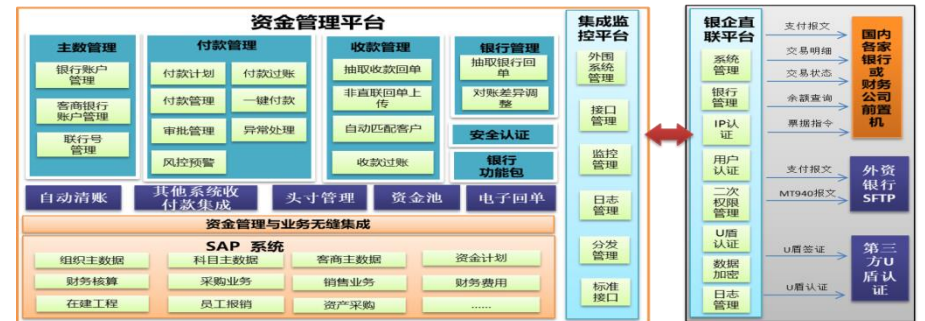 资金管理平台
主数管理
银行账户
管理
客商银行
账户管理
联行号
管理
付款管理
付款计划
付款过账
付款管理
一键付款
审批管理
异常处理
风控预警
收款管理
抽取收款回单
非直联回单上
传
自动匹配客户
收款过账
银行管理
抽取银行回
单
对账差异调
整
安全认证
银行
功能包
自动清账
其他系统收
付款集成
头寸管理
资金池
电子回单
资金管理与业务无缝集成
SAP 系统
组织主数据
科目主数据
客商主数据
资金计划
财务核算
采购业务
销售业务
财务费用
在建工程
员工报销
资产采购
......
集成监
控平台
外围
系统
管理
接口
管理
监控
管理
日志
管理
分发
管理
标准
接口
银企直
联平台
系统
管理
银行
管理
IP认
证
用户
认证
二次
权限
管理
U盾
认证
数据
加密
日志
管理
支付报文
交易明细
交易状态
余额查询
票据指令
支付报文
MT940报文
U盾签证
U盾认证
国内
各家
银行
或
财务
公司
前置
机
外资
银行
SFTP
第三
方U
盾认
证